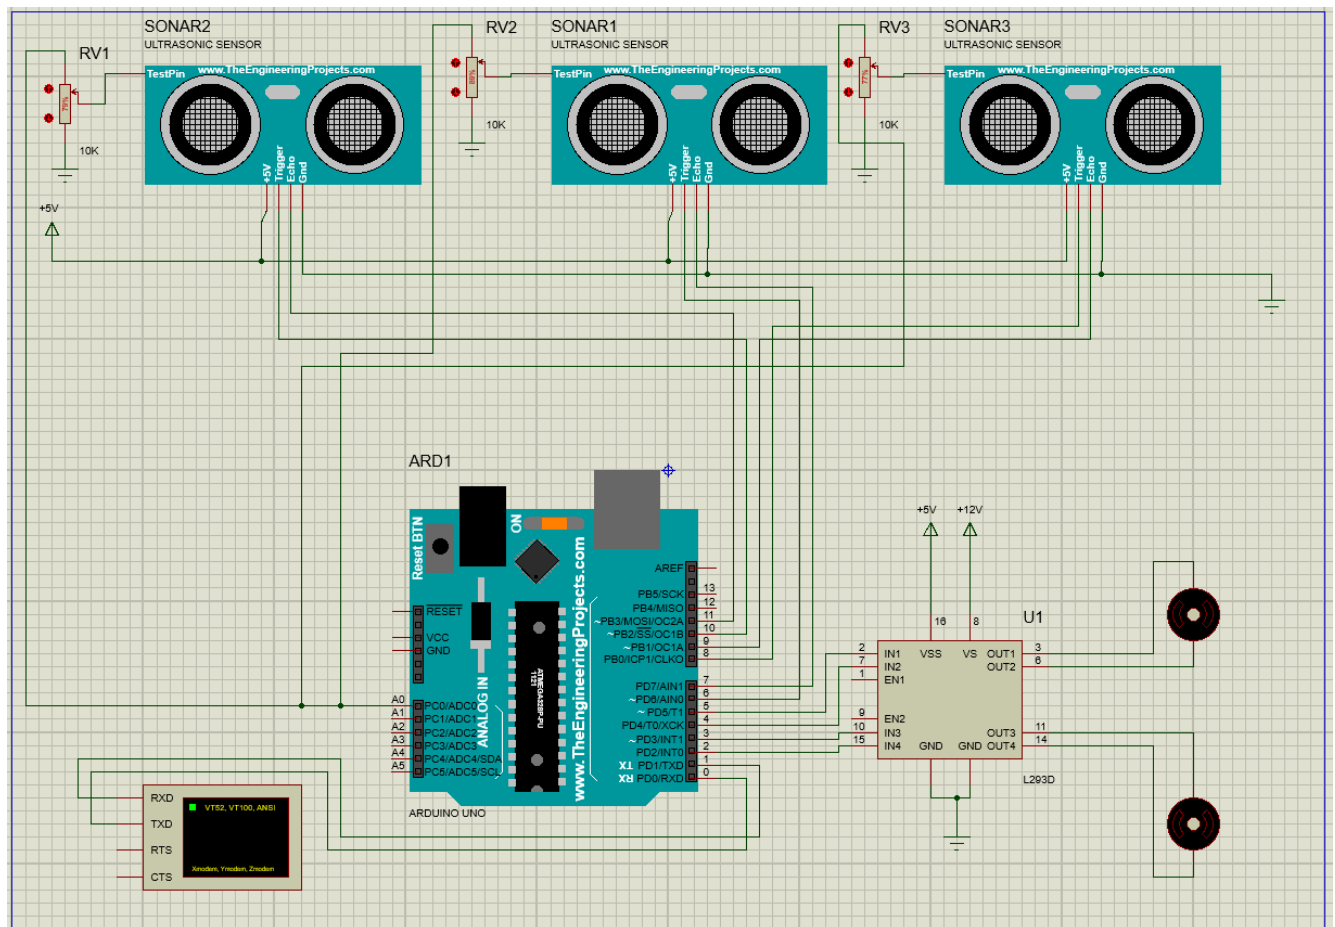 SONAR2
ULTRASONIC SENSOR
RV1
TestPin
www.TheEngineeringProjects.com
79%
10K
+5V
Trigger
Echo
Gnd
RV2
SONAR1
ULTRASONIC SENSOR
TestPin
www.TheEngineeringProjects.com
10K
+5V
Trigger
Echo
Gnd
RV3
SONAR3
ULTRASONIC SENSOR
TestPin
www.TheEngineeringProjects.com
77%
10K
+5V
Trigger
Echo
Gnd
+5V
ARD1
Reset BTN
ON
www.TheEngineeringProjects.com
RESET
VCC
GND
ANALOG IN
A0 PC0/ADC0
A1 PC1/ADC1
A2 PC2/ADC2
A3 PC3/ADC3
A4 PC4/ADC4/SDA
A5 PC5/ADC5/SCL
ATMEGA328P-PU
1121
AREF
PB5/SCK 13
PB4/MISO 12
~PB3/MOSI/OC2A 11
~PB2/SS/OC1B 10
~PB1/OC1A 9
PB0/ICP1/CLKO 8
PD7/AIN1 7
~PD6/AIN0 6
~PD5/T1 5
PD4/T0/XCK 4
~PD3/INT1 3
PD2/INT0 2
TX PD1/TXD 1
RX PD0/RXD 0
ARDUINO UNO
+5V
+12V
U1
16
8
2 IN1 VSS VS OUT1 3
7 IN2 OUT2 6
1 EN1
9 EN2
10 IN3 OUT3 11
15 IN4 GND GND OUT4 14
L293D
RXD
TXD
RTS
CTS
VT52, VT100, ANSI
Xmodem, Ymodem, Zmodem